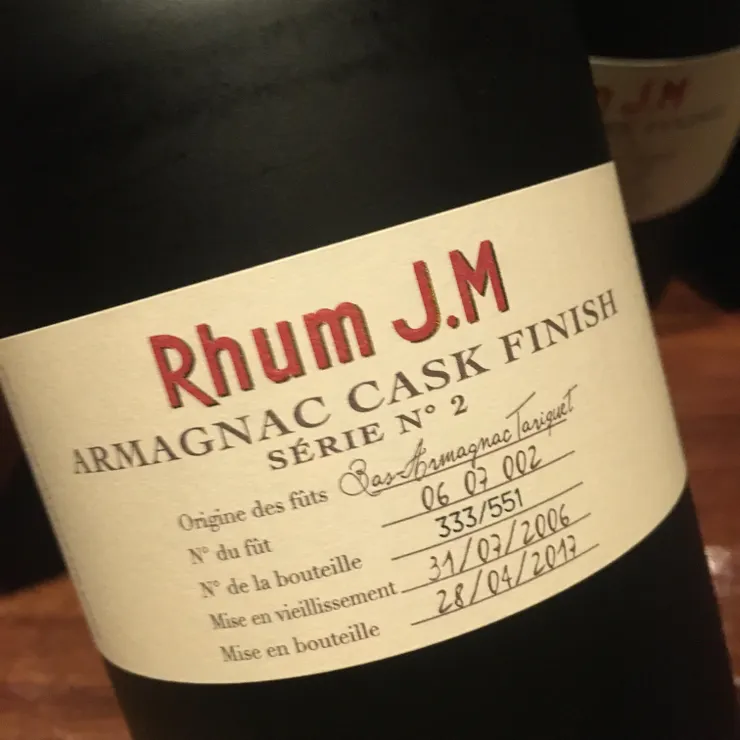 Rhum J.M
ARMAGNAC CASK FINISH
SÉRIE N° 2
Origine des fûts Bas-Armagnac Tariquet
N° du fût 06 07 002
N° de la bouteille 333/551
Mise en vieillissement 31/07/2006
Mise en bouteille 28/04/2017
J.M